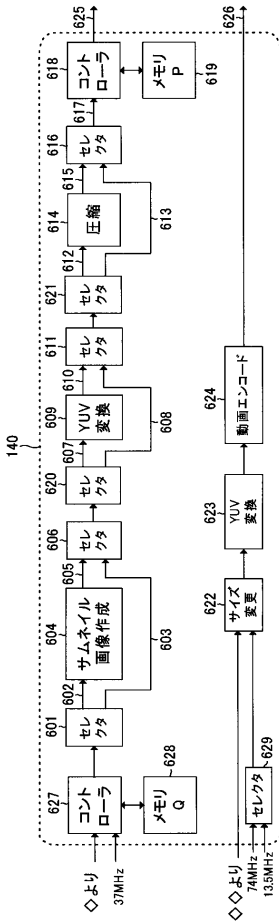 140
◇より
37MHz
627
コント
ローラ
628
メモリ
Q
601
セレ
クタ
602
603
604
サムネイル
画像作成
605
606
セレ
クタ
620
セレ
クタ
607
608
609
YUV
変換
610
611
セレ
クタ
621
セレ
クタ
612
613
614
圧縮
615
616
セレ
クタ
617
618
コント
ローラ
619
メモリ
P
625
◇◇より
74MHz
13.5MHz
629
セレクタ
622
サイズ
変更
623
YUV
変換
624
動画エンコード
626